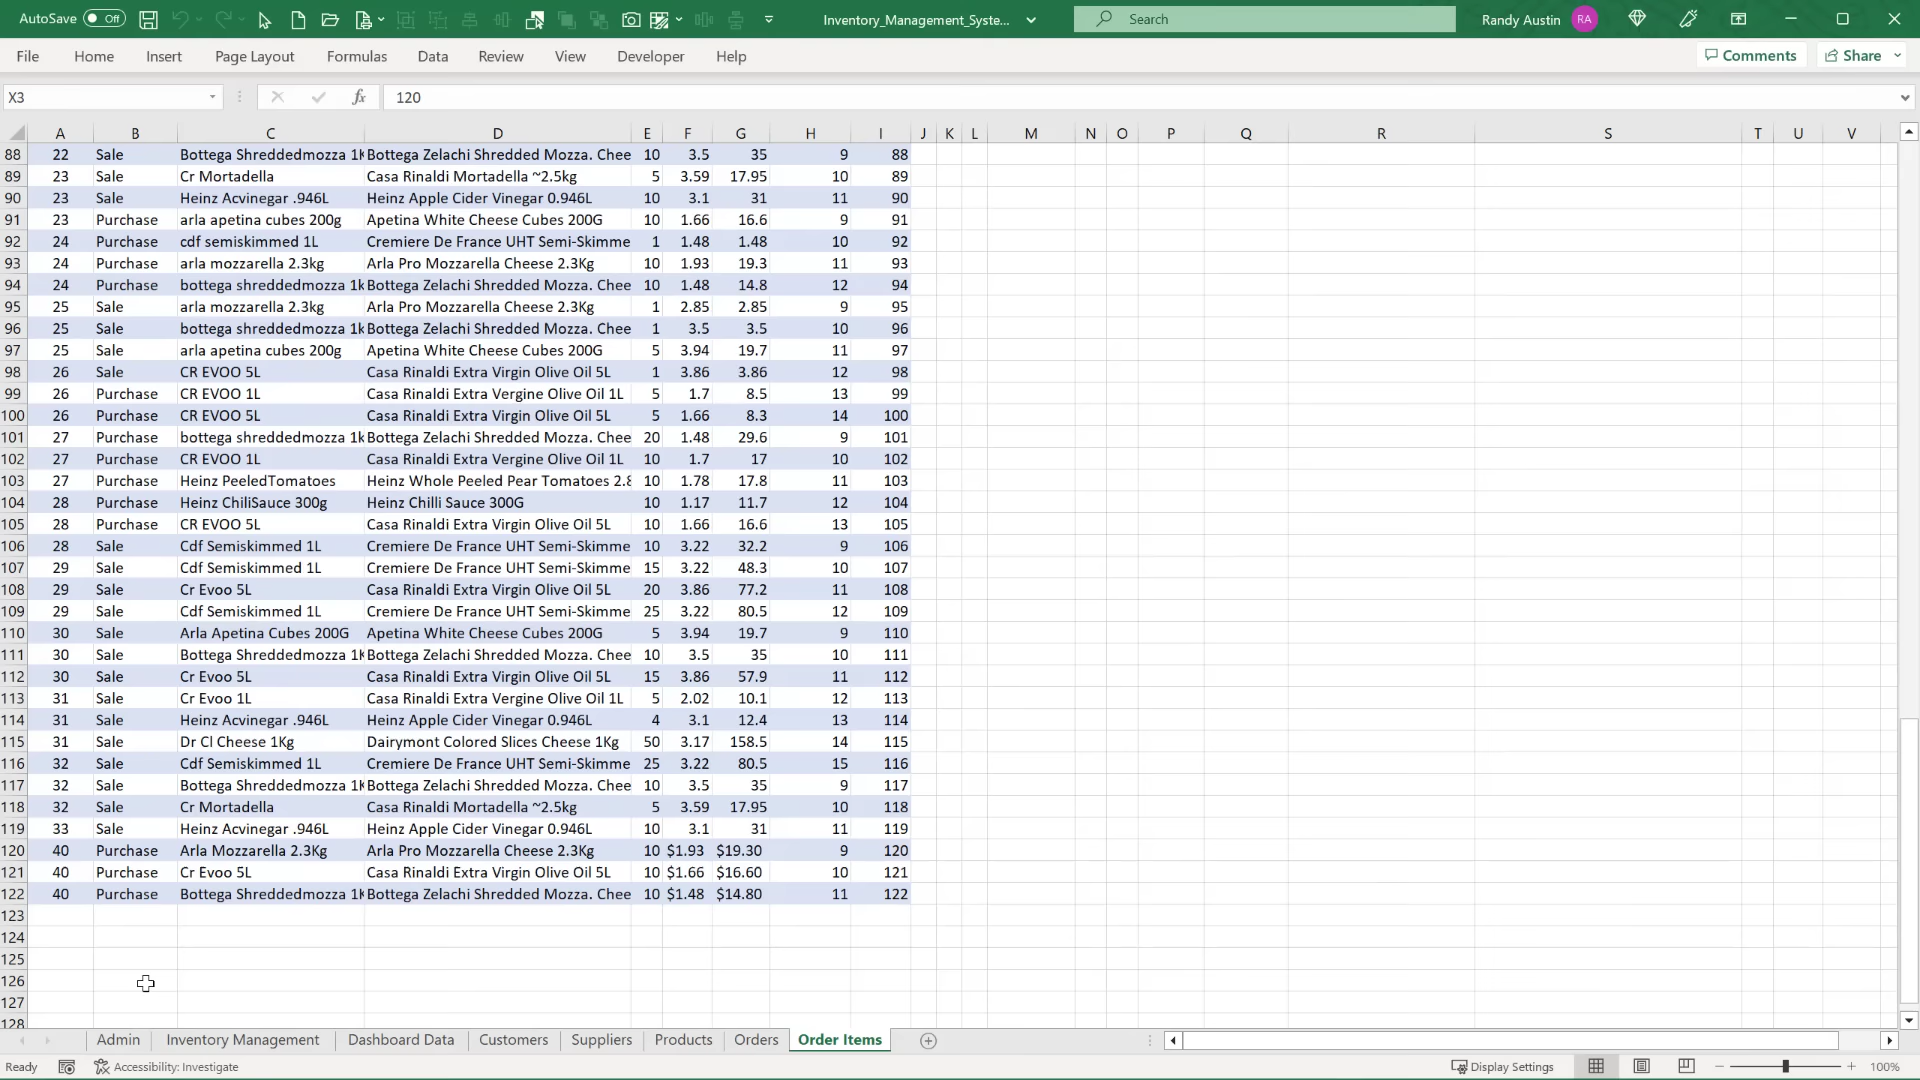 AutoSave Off Inventory_Management_Syste... Search Randy Austin RA
File Home Insert Page Layout Formulas Data Review View Developer Help Comments Share
X3 fx 120
A B C D E F G H I J K L M N O P Q R S T U V
88 22 Sale Bottega Shreddedmozza 1K Bottega Zelachi Shredded Mozza. Chee 10 3.5 35 9 88
89 23 Sale Cr Mortadella Casa Rinaldi Mortadella ~2.5kg 5 3.59 17.95 10 89
90 23 Sale Heinz Acvinegar .946L Heinz Apple Cider Vinegar 0.946L 10 3.1 31 11 90
91 23 Purchase arla apetina cubes 200g Apetina White Cheese Cubes 200G 10 1.66 16.6 9 91
92 24 Purchase cdf semiskimmed 1L Cremiere De France UHT Semi-Skimme 1 1.48 1.48 10 92
93 24 Purchase arla mozzarella 2.3kg Arla Pro Mozzarella Cheese 2.3Kg 10 1.93 19.3 11 93
94 24 Purchase bottega shreddedmozza 1k Bottega Zelachi Shredded Mozza. Chee 10 1.48 14.8 12 94
95 25 Sale arla mozzarella 2.3kg Arla Pro Mozzarella Cheese 2.3Kg 1 2.85 2.85 9 95
96 25 Sale bottega shreddedmozza 1k Bottega Zelachi Shredded Mozza. Chee 1 3.5 3.5 10 96
97 25 Sale arla apetina cubes 200g Apetina White Cheese Cubes 200G 5 3.94 19.7 11 97
98 26 Sale CR EVOO 5L Casa Rinaldi Extra Virgin Olive Oil 5L 1 3.86 3.86 12 98
99 26 Purchase CR EVOO 1L Casa Rinaldi Extra Vergine Olive Oil 1L 5 1.7 8.5 13 99
100 26 Purchase CR EVOO 5L Casa Rinaldi Extra Virgin Olive Oil 5L 5 1.66 8.3 14 100
101 27 Purchase bottega shreddedmozza 1k Bottega Zelachi Shredded Mozza. Chee 20 1.48 29.6 9 101
102 27 Purchase CR EVOO 1L Casa Rinaldi Extra Vergine Olive Oil 1L 10 1.7 17 10 102
103 27 Purchase Heinz PeeledTomatoes Heinz Whole Peeled Pear Tomatoes 2.8 10 1.78 17.8 11 103
104 28 Purchase Heinz ChiliSauce 300g Heinz Chilli Sauce 300G 10 1.17 11.7 12 104
105 28 Purchase CR EVOO 5L Casa Rinaldi Extra Virgin Olive Oil 5L 10 1.66 16.6 13 105
106 28 Sale Cdf Semiskimmed 1L Cremiere De France UHT Semi-Skimme 10 3.22 32.2 9 106
107 29 Sale Cdf Semiskimmed 1L Cremiere De France UHT Semi-Skimme 15 3.22 48.3 10 107
108 29 Sale Cr Evoo 5L Casa Rinaldi Extra Virgin Olive Oil 5L 20 3.86 77.2 11 108
109 29 Sale Cdf Semiskimmed 1L Cremiere De France UHT Semi-Skimme 25 3.22 80.5 12 109
110 30 Sale Arla Apetina Cubes 200G Apetina White Cheese Cubes 200G 5 3.94 19.7 9 110
111 30 Sale Bottega Shreddedmozza 1K Bottega Zelachi Shredded Mozza. Chee 10 3.5 35 10 111
112 30 Sale Cr Evoo 5L Casa Rinaldi Extra Virgin Olive Oil 5L 15 3.86 57.9 11 112
113 31 Sale Cr Evoo 1L Casa Rinaldi Extra Vergine Olive Oil 1L 5 2.02 10.1 12 113
114 31 Sale Heinz Acvinegar .946L Heinz Apple Cider Vinegar 0.946L 4 3.1 12.4 13 114
115 31 Sale Dr Cl Cheese 1Kg Dairymont Colored Slices Cheese 1Kg 50 3.17 158.5 14 115
116 32 Sale Cdf Semiskimmed 1L Cremiere De France UHT Semi-Skimme 25 3.22 80.5 15 116
117 32 Sale Bottega Shreddedmozza 1K Bottega Zelachi Shredded Mozza. Chee 10 3.5 35 9 117
118 32 Sale Cr Mortadella Casa Rinaldi Mortadella ~2.5kg 5 3.59 17.95 10 118
119 33 Sale Heinz Acvinegar .946L Heinz Apple Cider Vinegar 0.946L 10 3.1 31 11 119
120 40 Purchase Arla Mozzarella 2.3Kg Arla Pro Mozzarella Cheese 2.3Kg 10 $1.93 $19.30 9 120
121 40 Purchase Cr Evoo 5L Casa Rinaldi Extra Virgin Olive Oil 5L 10 $1.66 $16.60 10 121
122 40 Purchase Bottega Shreddedmozza 1K Bottega Zelachi Shredded Mozza. Chee 10 $1.48 $14.80 11 122
123
124
125
126
127
128
Admin Inventory Management Dashboard Data Customers Suppliers Products Orders Order Items
Ready Accessibility: Investigate Display Settings 100%